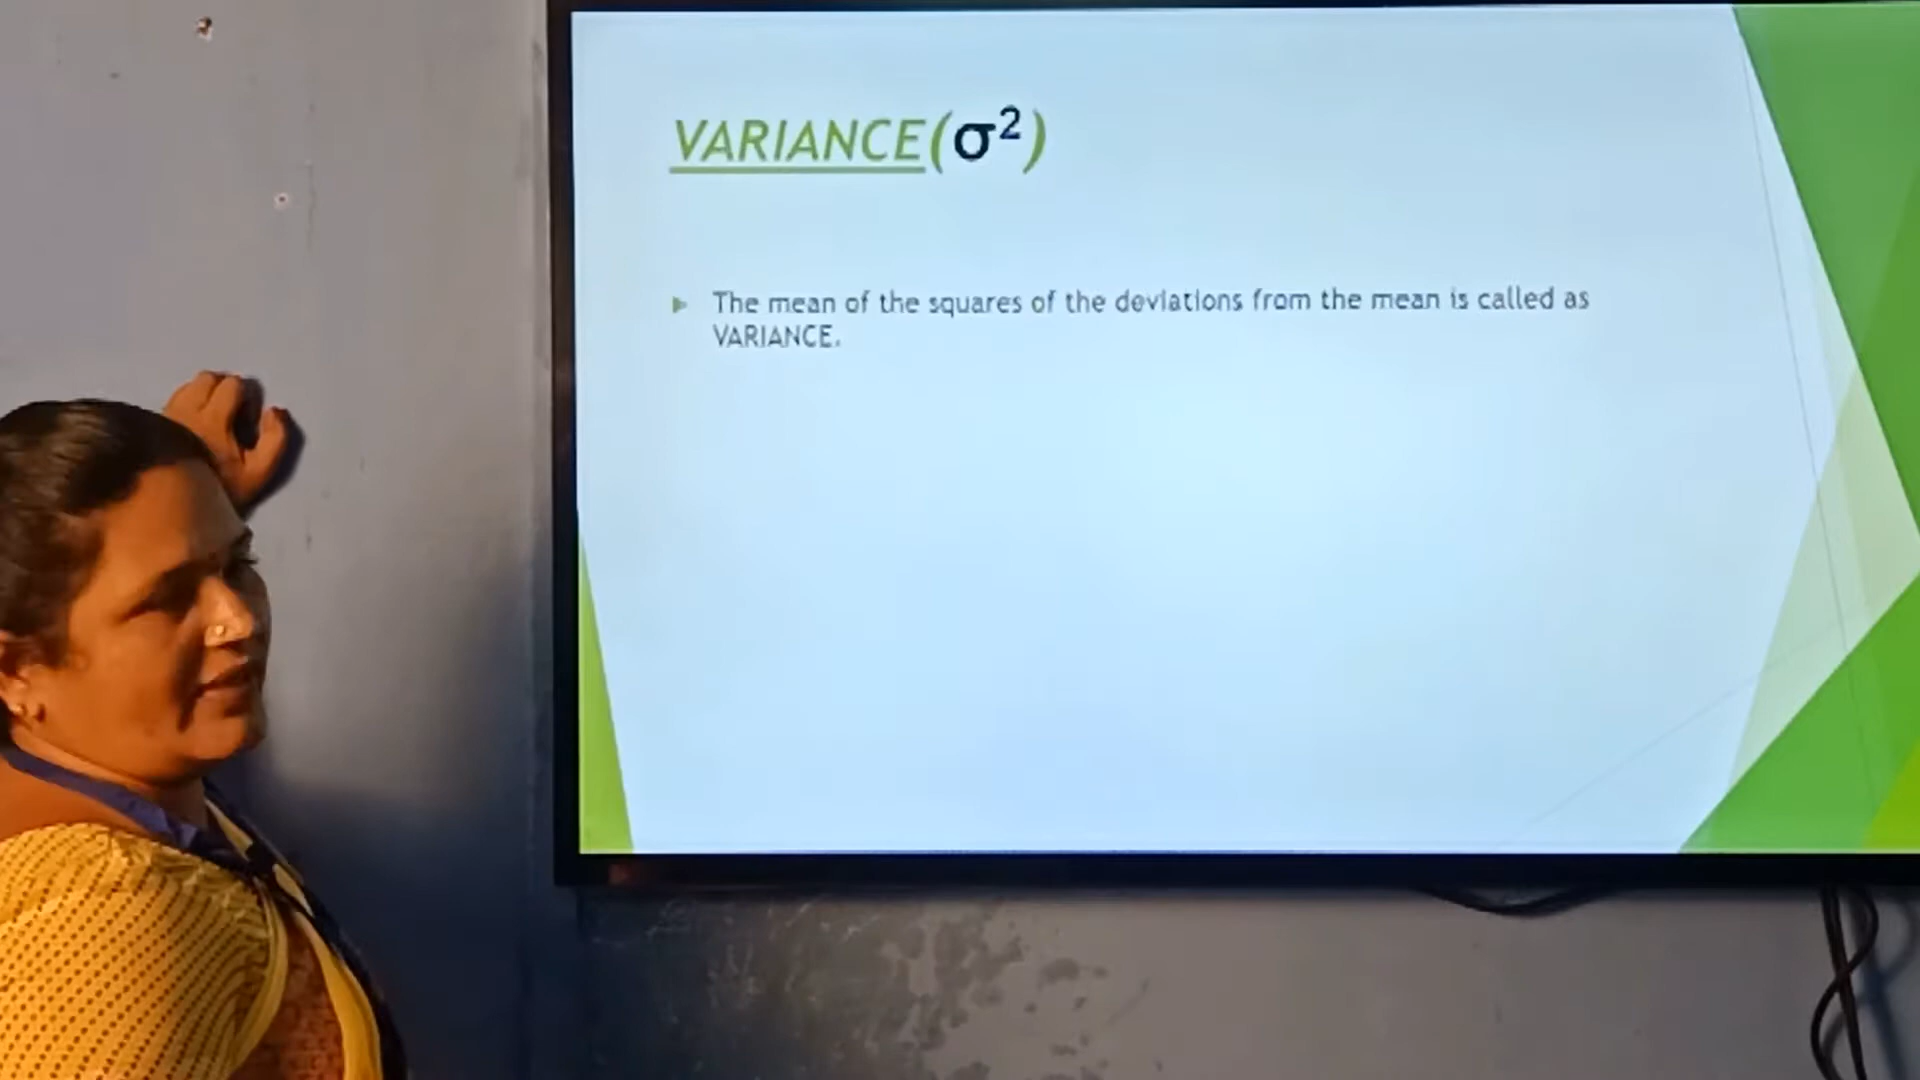 VARIANCE(σ²)
The mean of the squares of the deviations from the mean is called as
VARIANCE.